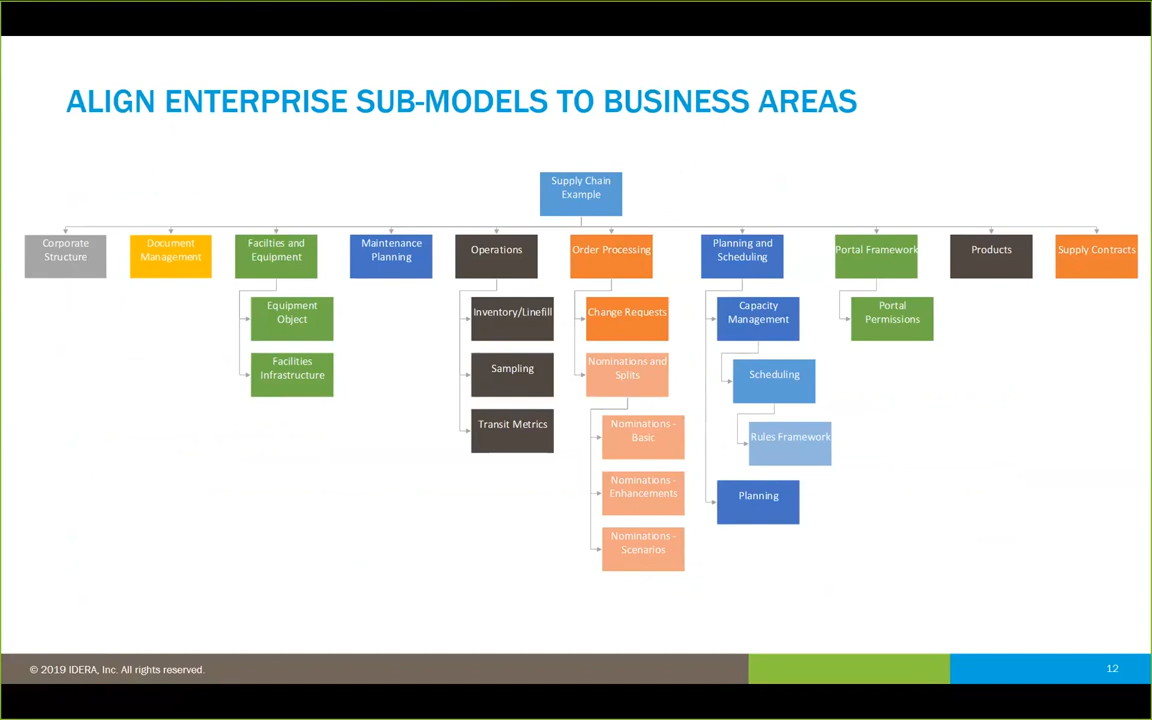 ALIGN ENTERPRISE SUB-MODELS TO BUSINESS AREAS
Supply Chain
Example
Corporate
Structure
Document
Management
Facilties and
Equipment
Maintenance
Planning
Operations
Order Processing
Planning and
Scheduling
Portal Framework
Products
Supply Contracts
Equipment
Object
Facilities
Infrastructure
Inventory/Linefill
Sampling
Transit Metrics
Change Requests
Nominations and
Splits
Nominations -
Basic
Nominations -
Enhancements
Nominations -
Scenarios
Capacity
Management
Scheduling
Rules Framework
Planning
Portal
Permissions
© 2019 IDERA, Inc. All rights reserved.
12